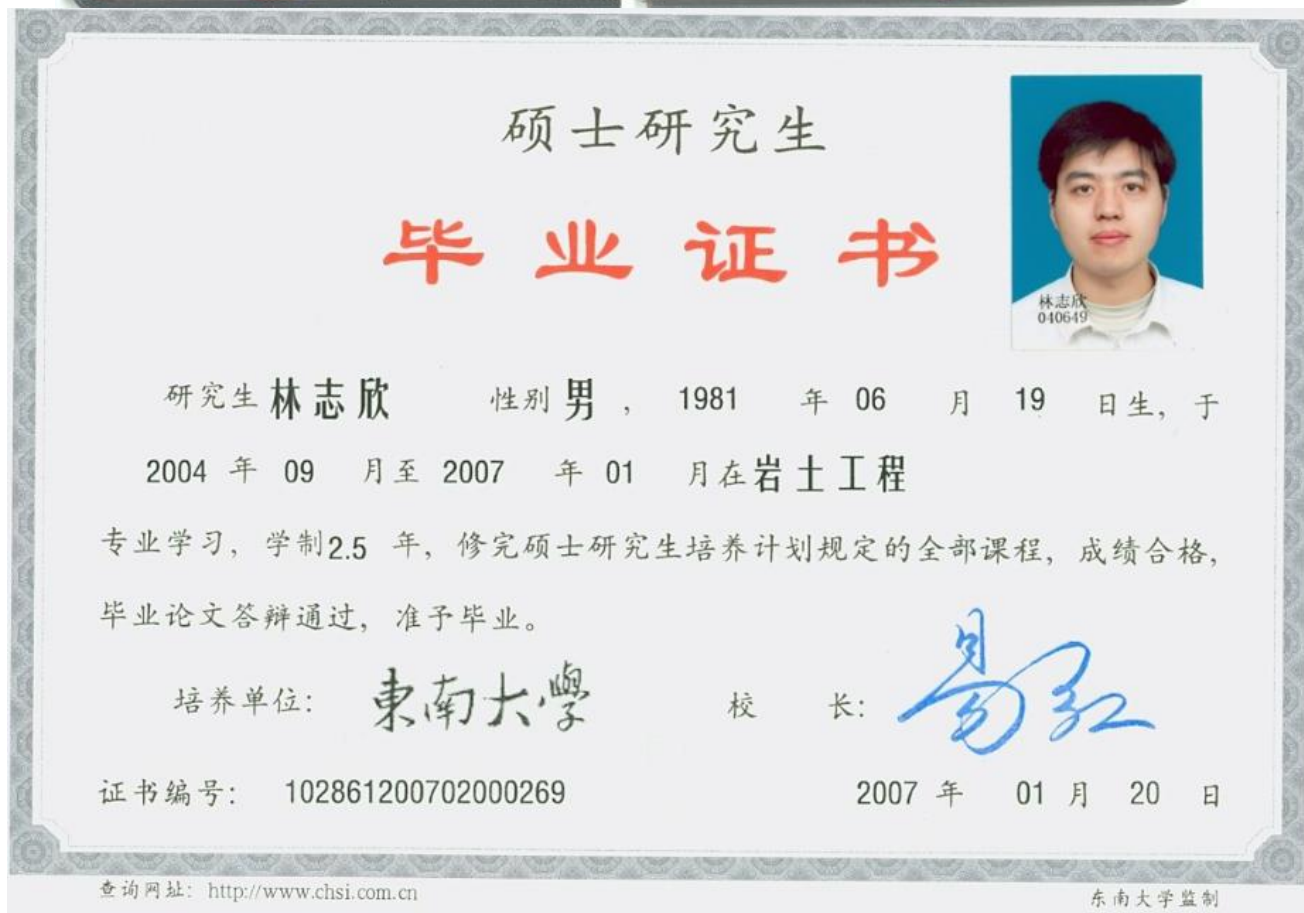 硕士研究生
毕业证书
林志欣
040649
研究生 林志欣 性别 男 , 1981 年 06 月 19 日生, 于
2004 年 09 月至 2007 年 01 月在 岩土工程
专业学习, 学制2.5 年, 修完硕士研究生培养计划规定的全部课程, 成绩合格,
毕业论文答辩通过, 准予毕业。
培养单位: 東南大學 校 长: 易红
证书编号: 102861200702000269 2007 年 01 月 20 日
查询网址: http://www.chsi.com.cn 东南大学监制